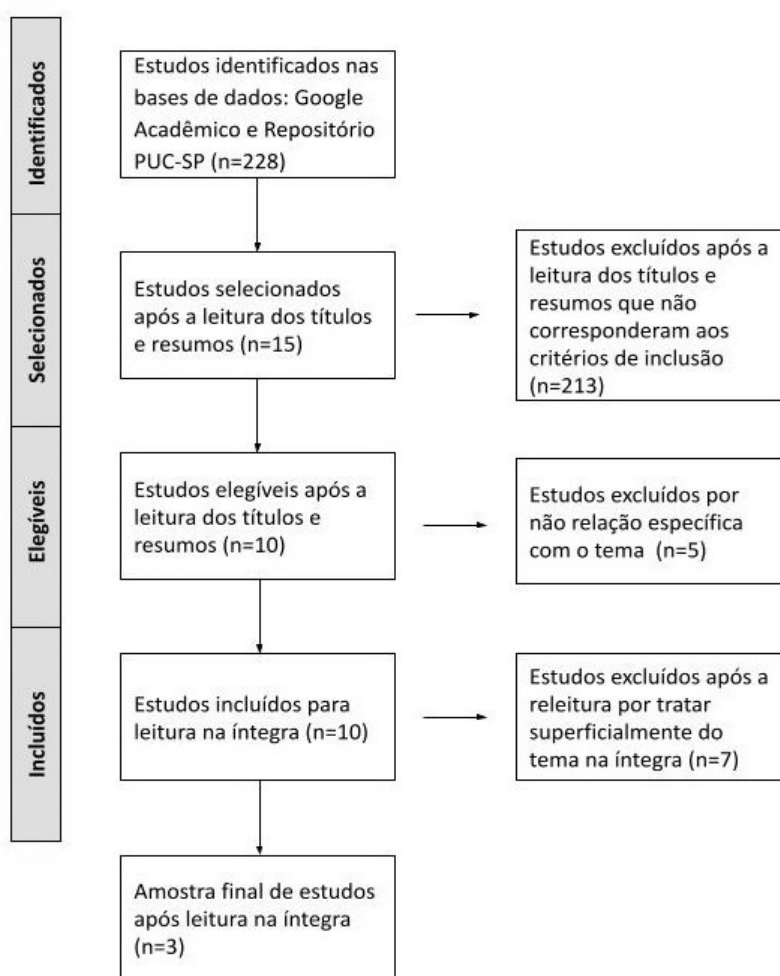 Identificados
Estudos identificados nas
bases de dados: Google
Acadêmico e Repositório
PUC-SP (n=228)
Selecionados
Estudos selecionados
após a leitura dos títulos
e resumos (n=15)
Estudos excluídos após a
leitura dos títulos e
resumos que não
corresponderam aos
critérios de inclusão
(n=213)
Elegíveis
Estudos elegíveis após a
leitura dos títulos e
resumos (n=10)
Estudos excluídos por
não relação específica
com o tema (n=5)
Incluídos
Estudos incluídos para
leitura na íntegra (n=10)
Estudos excluídos após a
releitura por tratar
superficialmente do
tema na íntegra (n=7)
Amostra final de estudos
após leitura na íntegra
(n=3)